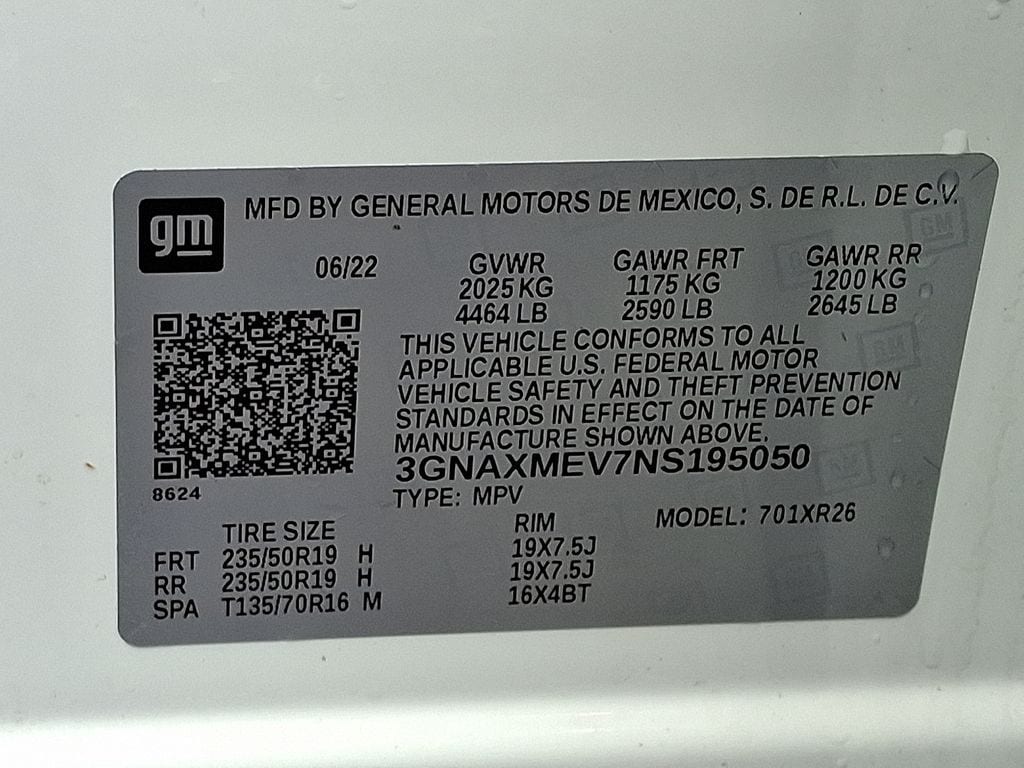 gm MFD BY GENERAL MOTORS DE MEXICO, S. DE R.L. DE C.V.
06/22 GVWR GAWR FRT GAWR RR
2025 KG 1175 KG 1200 KG
4464 LB 2590 LB 2645 LB
THIS VEHICLE CONFORMS TO ALL
APPLICABLE U.S. FEDERAL MOTOR
VEHICLE SAFETY AND THEFT PREVENTION
STANDARDS IN EFFECT ON THE DATE OF
MANUFACTURE SHOWN ABOVE.
3GNAXMEV7NS195050
8624 TYPE: MPV
TIRE SIZE RIM MODEL: 701XR26
FRT 235/50R19 H 19X7.5J
RR 235/50R19 H 19X7.5J
SPA T135/70R16 M 16X4BT
GM
GM
GM